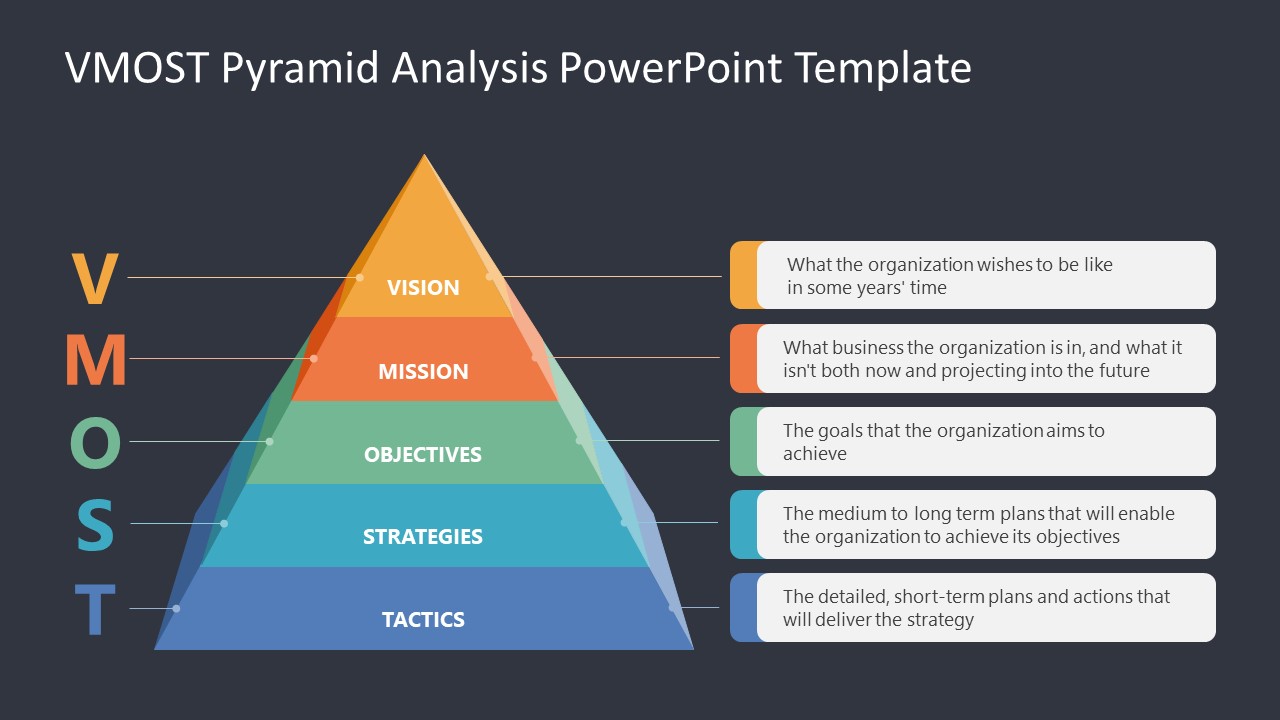 VMOST Pyramid Analysis PowerPoint Template
V
VISION
What the organization wishes to be like
in some years' time
M
MISSION
What business the organization is in, and what it
isn't both now and projecting into the future
O
OBJECTIVES
The goals that the organization aims to
achieve
S
STRATEGIES
The medium to long term plans that will enable
the organization to achieve its objectives
T
TACTICS
The detailed, short-term plans and actions that
will deliver the strategy